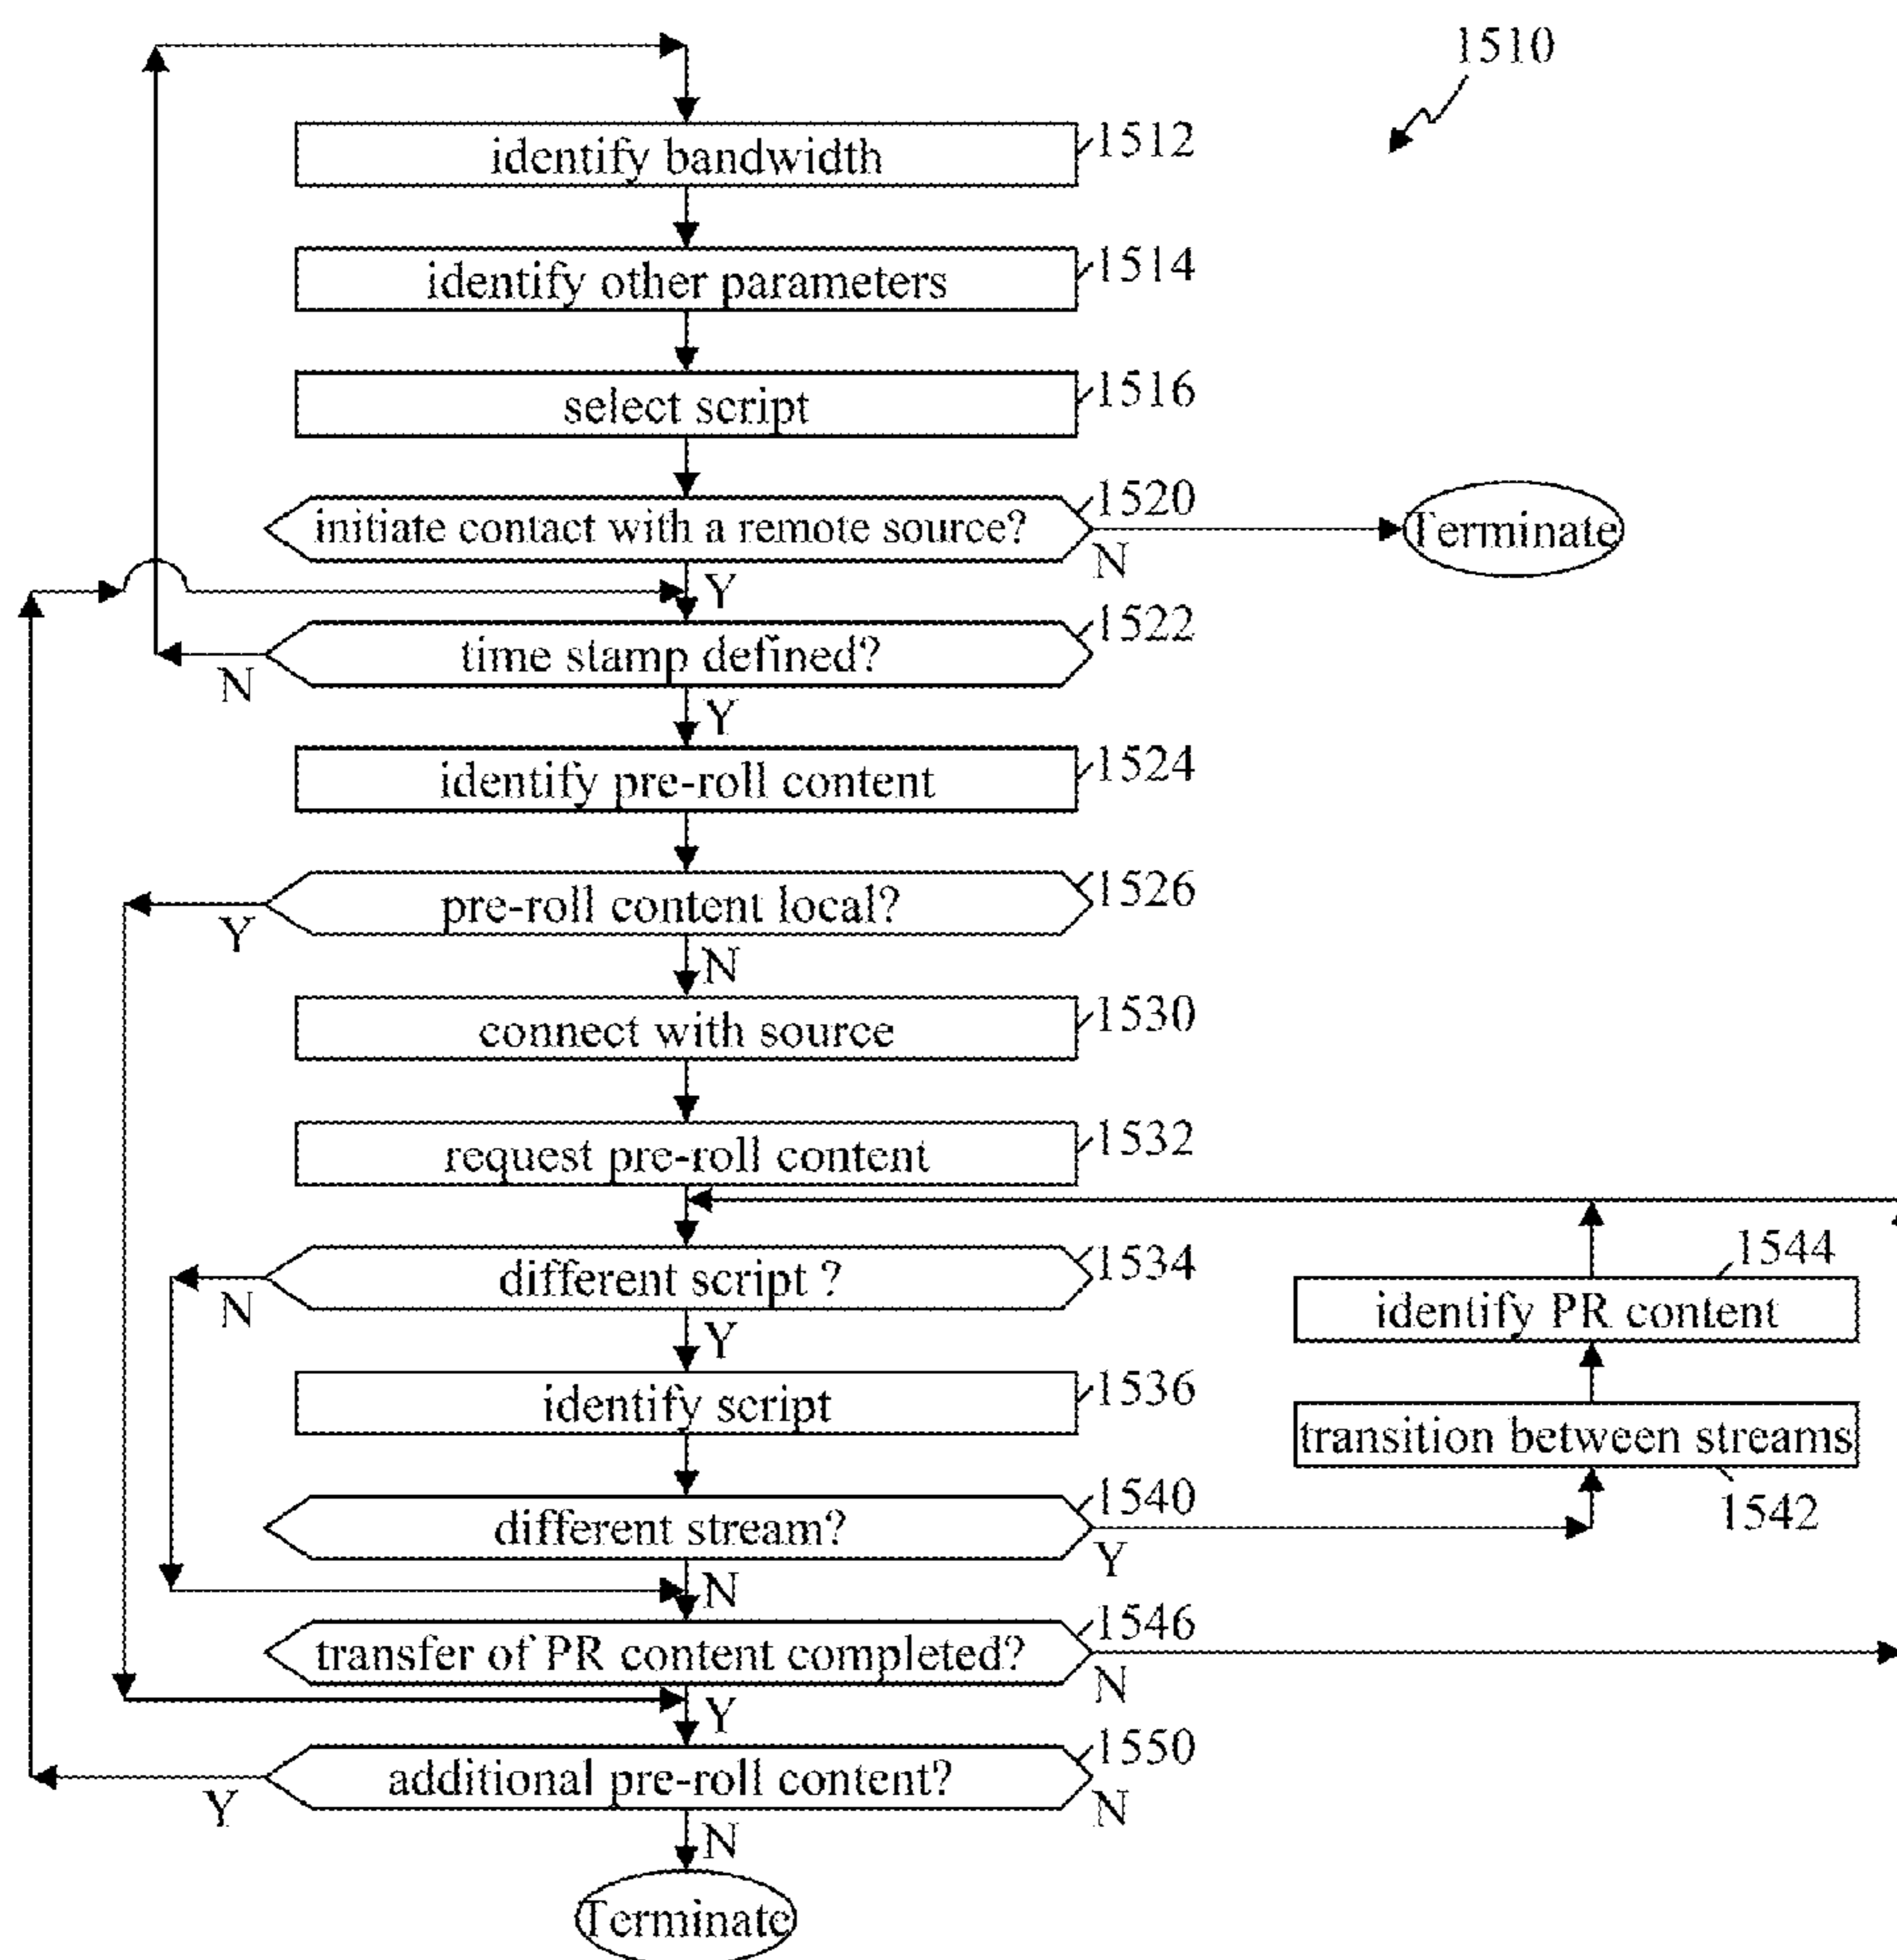 1510
identify bandwidth
1512
identify other parameters
1514
select script
1516
initiate contact with a remote source?
1520
N
Terminate
Y
time stamp defined?
1522
N
Y
identify pre-roll content
1524
pre-roll content local?
1526
Y
N
connect with source
1530
request pre-roll content
1532
different script ?
1534
N
Y
1544
identify PR content
identify script
1536
transition between streams
1542
different stream?
1540
Y
N
transfer of PR content completed?
1546
N
Y
additional pre-roll content?
1550
Y
N
N
Terminate